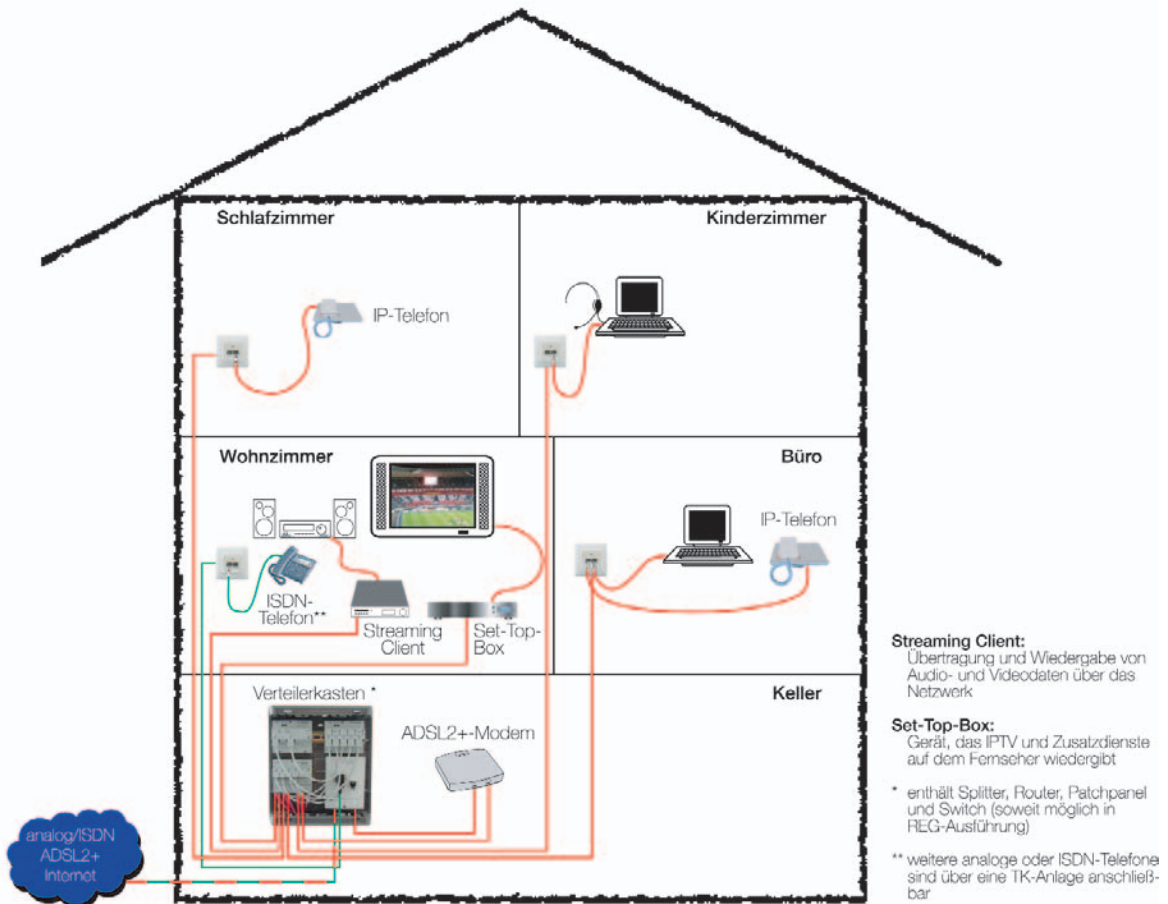 Schlafzimmer
Kinderzimmer
IP-Telefon
Wohnzimmer
Büro
IP-Telefon
ISDN-
Telefon**
Streaming
Client
Set-Top-
Box
Verteilerkasten *
Keller
ADSL2+-Modem
analog/ISDN
ADSL2+
Internet
Streaming Client:
Übertragung und Wiedergabe von
Audio- und Videodaten über das
Netzwerk
Set-Top-Box:
Gerät, das IPTV und Zusatzdienste
auf dem Fernseher wiedergibt
* enthält Splitter, Router, Patchpanel
und Switch (soweit möglich in
REG-Ausführung)
** weitere analoge oder ISDN-Telefone
sind über eine TK-Anlage anschließ-
bar